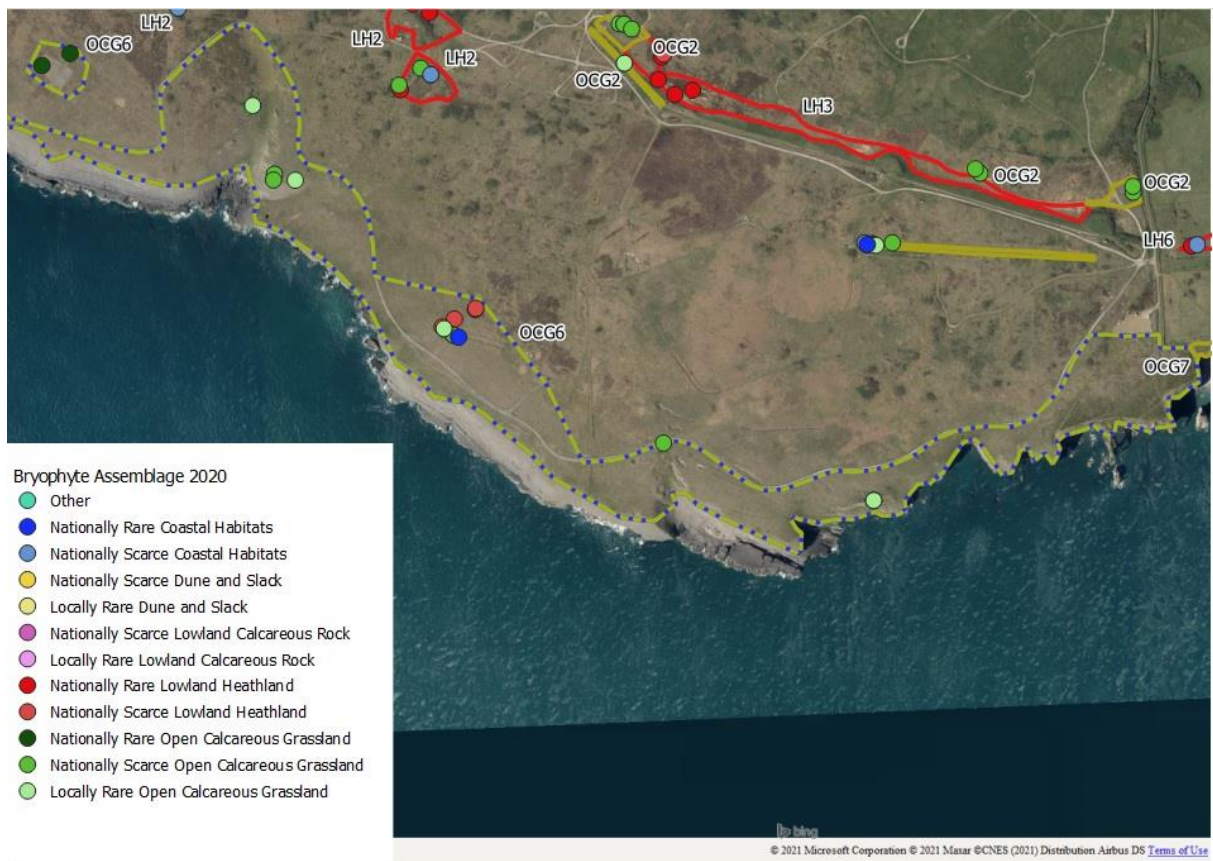 LH2
OCG6
LH2
LH2
OCG2
OCG2
LH3
OCG2
OCG2
LH6
OCG6
OCG7
Bryophyte Assemblage 2020
Other
Nationally Rare Coastal Habitats
Nationally Scarce Coastal Habitats
Nationally Scarce Dune and Slack
Locally Rare Dune and Slack
Nationally Scarce Lowland Calcareous Rock
Locally Rare Lowland Calcareous Rock
Nationally Rare Lowland Heathland
Nationally Scarce Lowland Heathland
Nationally Rare Open Calcareous Grassland
Nationally Scarce Open Calcareous Grassland
Locally Rare Open Calcareous Grassland
bing
© 2021 Microsoft Corporation © 2021 Maxar ©CNES (2021) Distribution Airbus DS Terms of Use